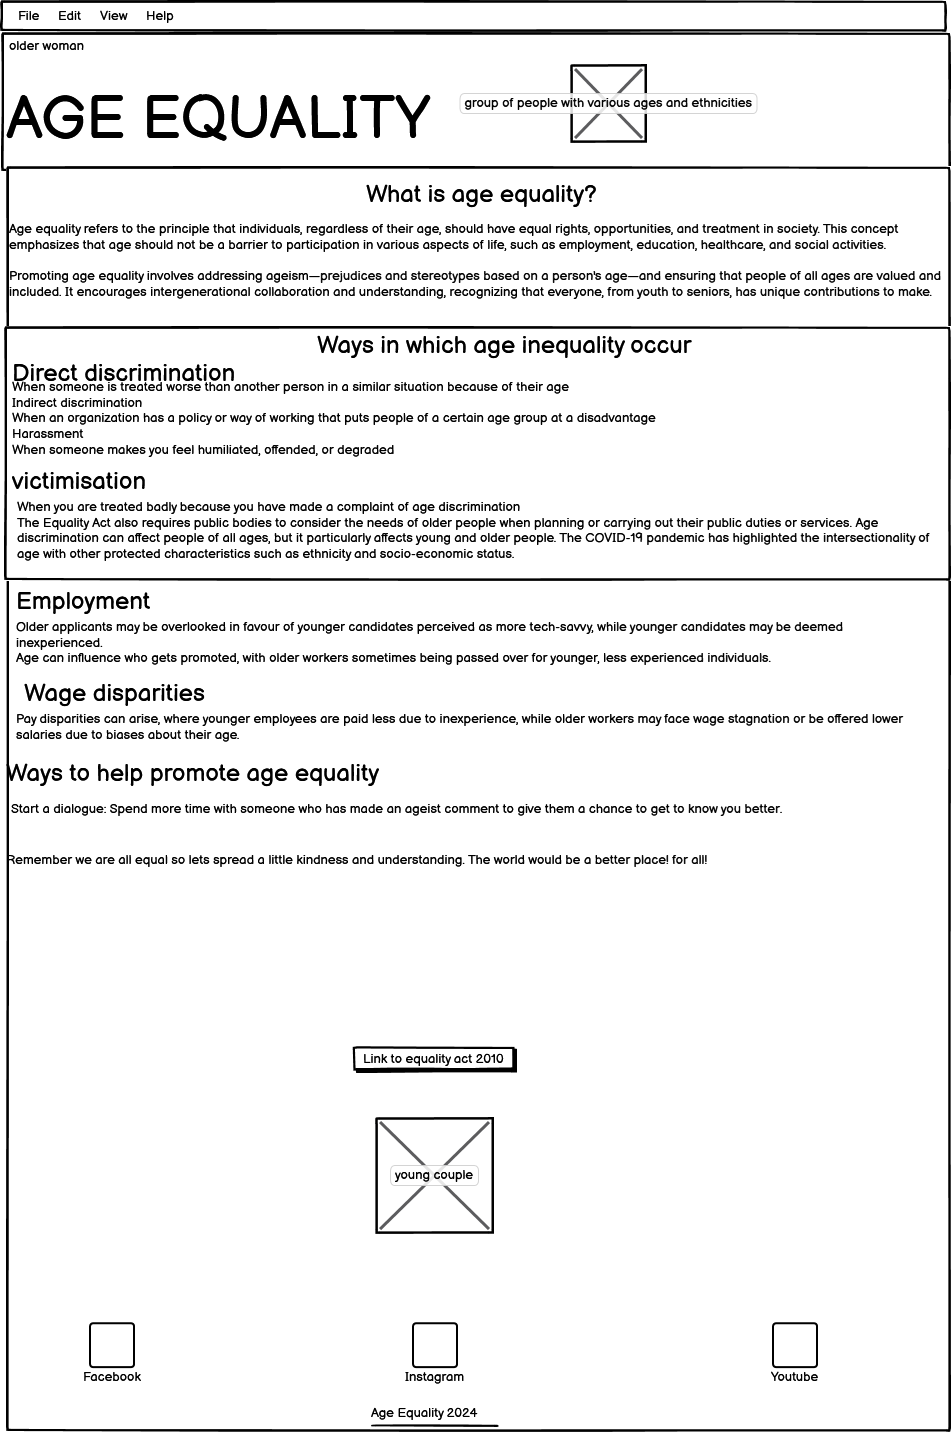 File Edit View Help
older woman
AGE EQUALITY
group of people with various ages and ethnicities
What is age equality?
Age equality refers to the principle that individuals, regardless of their age, should have equal rights, opportunities, and treatment in society. This concept
emphasizes that age should not be a barrier to participation in various aspects of life, such as employment, education, healthcare, and social activities.
Promoting age equality involves addressing ageism—prejudices and stereotypes based on a person's age—and ensuring that people of all ages are valued and
included. It encourages intergenerational collaboration and understanding, recognizing that everyone, from youth to seniors, has unique contributions to make.
Ways in which age inequality occur
Direct discrimination
When someone is treated worse than another person in a similar situation because of their age
Indirect discrimination
When an organization has a policy or way of working that puts people of a certain age group at a disadvantage
Harassment
When someone makes you feel humiliated, offended, or degraded
victimisation
When you are treated badly because you have made a complaint of age discrimination
The Equality Act also requires public bodies to consider the needs of older people when planning or carrying out their public duties or services. Age
discrimination can affect people of all ages, but it particularly affects young and older people. The COVID-19 pandemic has highlighted the intersectionality of
age with other protected characteristics such as ethnicity and socio-economic status.
Employment
Older applicants may be overlooked in favour of younger candidates perceived as more tech-savvy, while younger candidates may be deemed
inexperienced.
Age can influence who gets promoted, with older workers sometimes being passed over for younger, less experienced individuals.
Wage disparities
Pay disparities can arise, where younger employees are paid less due to inexperience, while older workers may face wage stagnation or be offered lower
salaries due to biases about their age.
Ways to help promote age equality
Start a dialogue: Spend more time with someone who has made an ageist comment to give them a chance to get to know you better.
Remember we are all equal so lets spread a little kindness and understanding. The world would be a better place! for all!
Link to equality act 2010
young couple
Facebook Instagram Youtube
Age Equality 2024